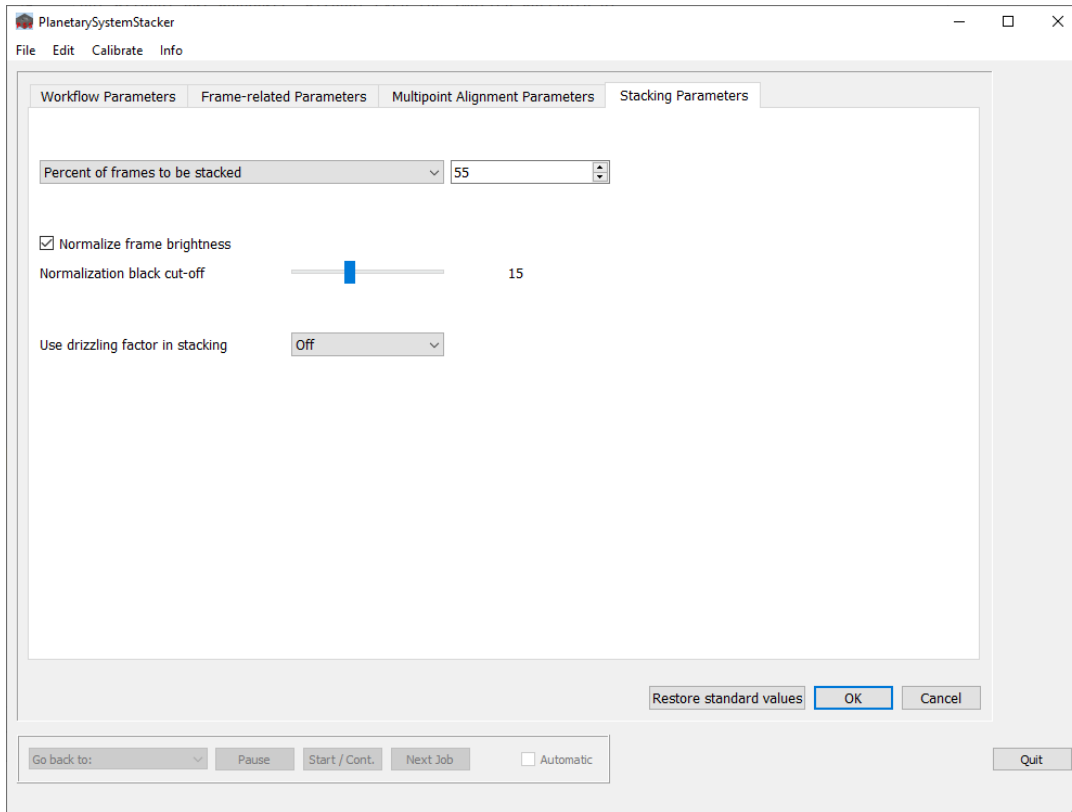 PlanetarySystemStacker
File Edit Calibrate Info
Workflow Parameters Frame-related Parameters Multipoint Alignment Parameters Stacking Parameters
Percent of frames to be stacked 55
Normalize frame brightness
Normalization black cut-off 15
Use drizzling factor in stacking Off
Restore standard values OK Cancel
Go back to: Pause Start / Cont. Next Job Automatic Quit